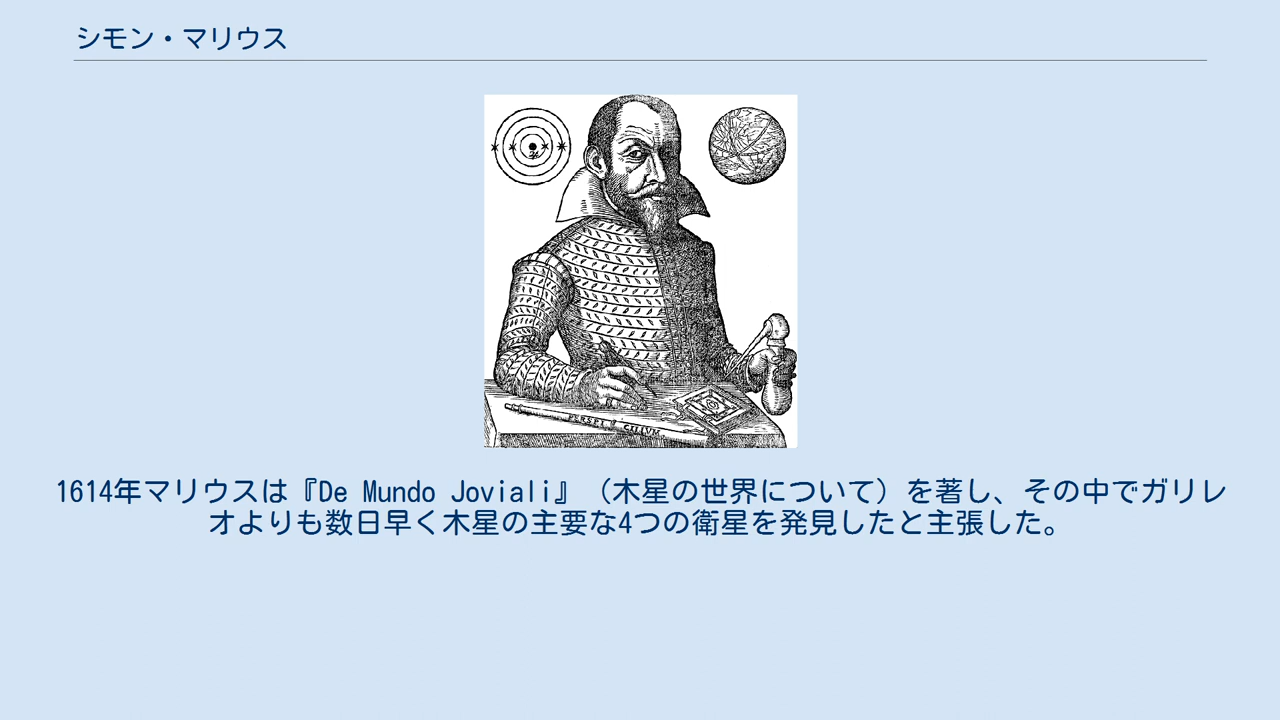 シモン・マリウス
PERSPICILLVM.
1614年マリウスは『De Mundo Joviali』（木星の世界について）を著し、その中でガリレ
オよりも数日早く木星の主要な4つの衛星を発見したと主張した。